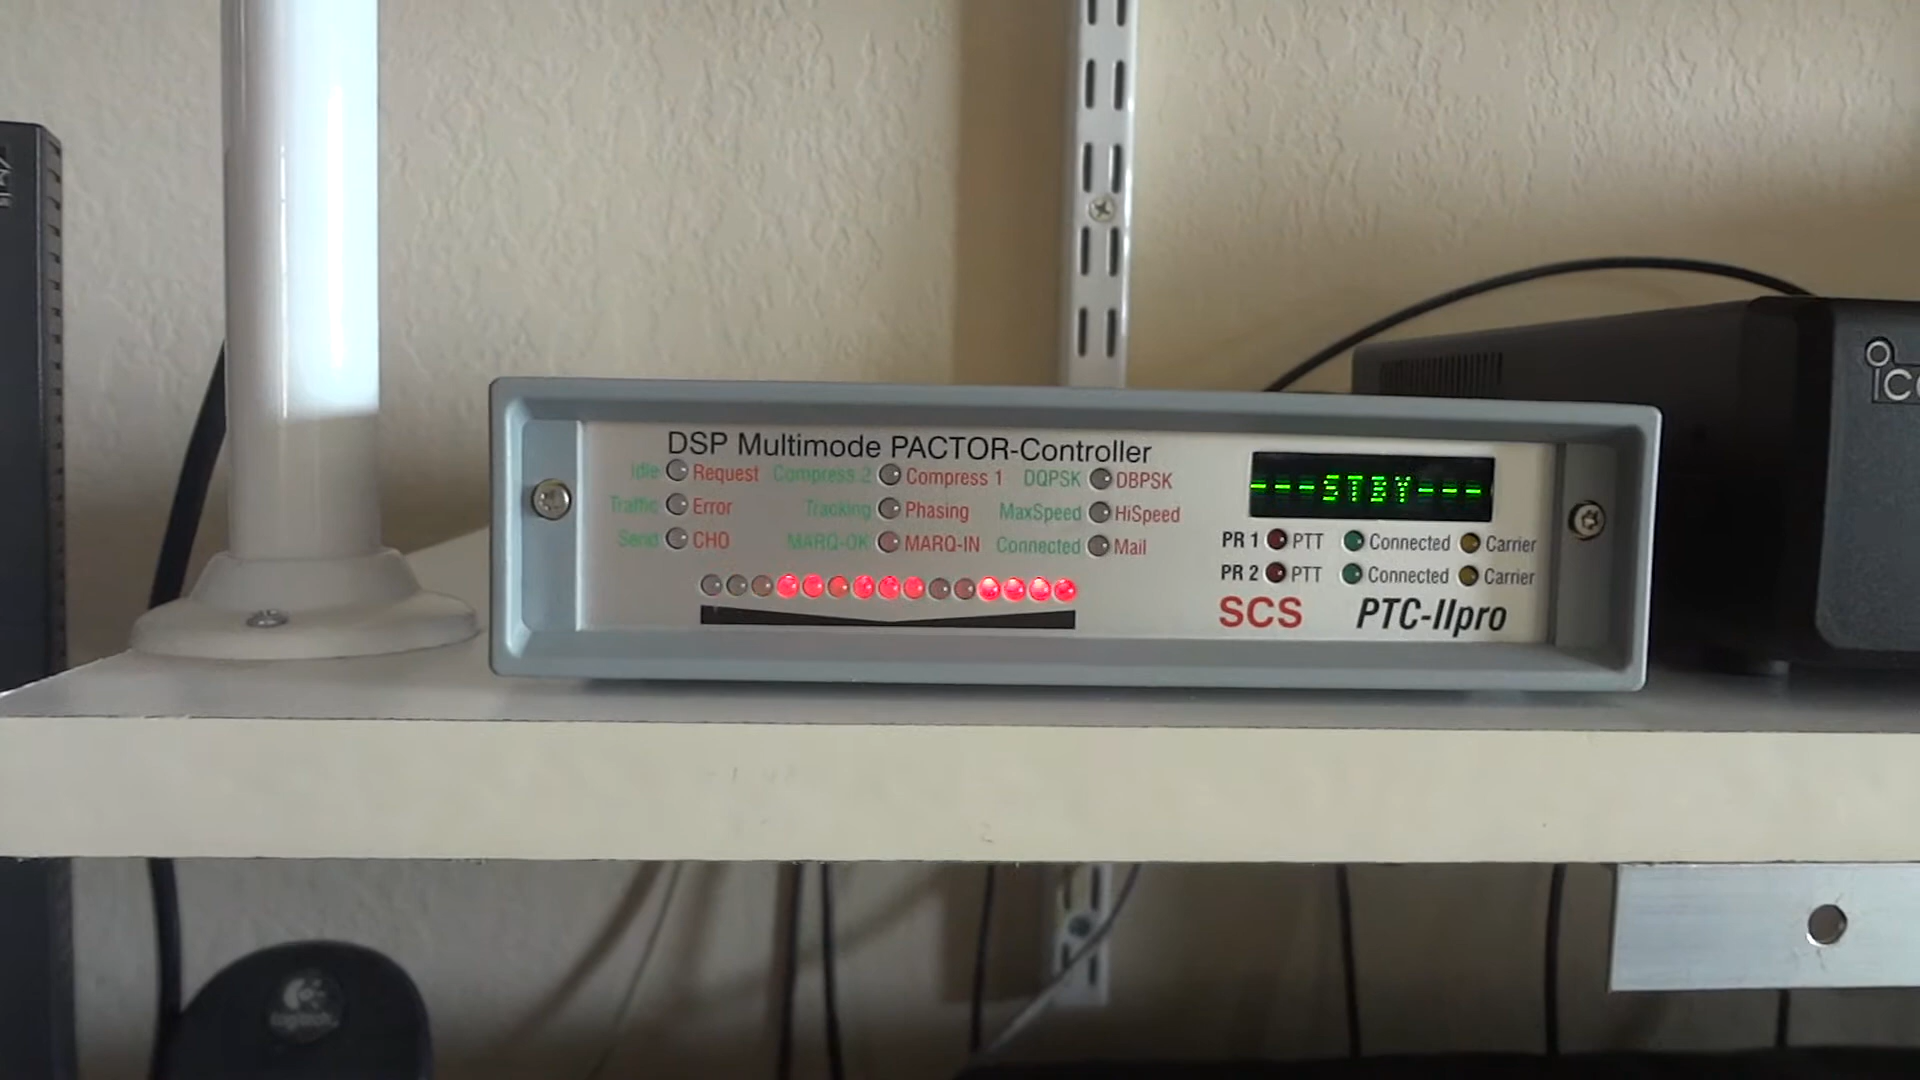 DSP Multimode PACTOR-Controller
Idle Request Compress 2 Compress 1 DQPSK DBPSK
Traffic Error Tracking Phasing MaxSpeed HiSpeed
Send CHO MARQ-OK MARQ-IN Connected Mail
---STBY---
PR 1 PTT Connected Carrier
PR 2 PTT Connected Carrier
SCS PTC-IIpro
Logitech